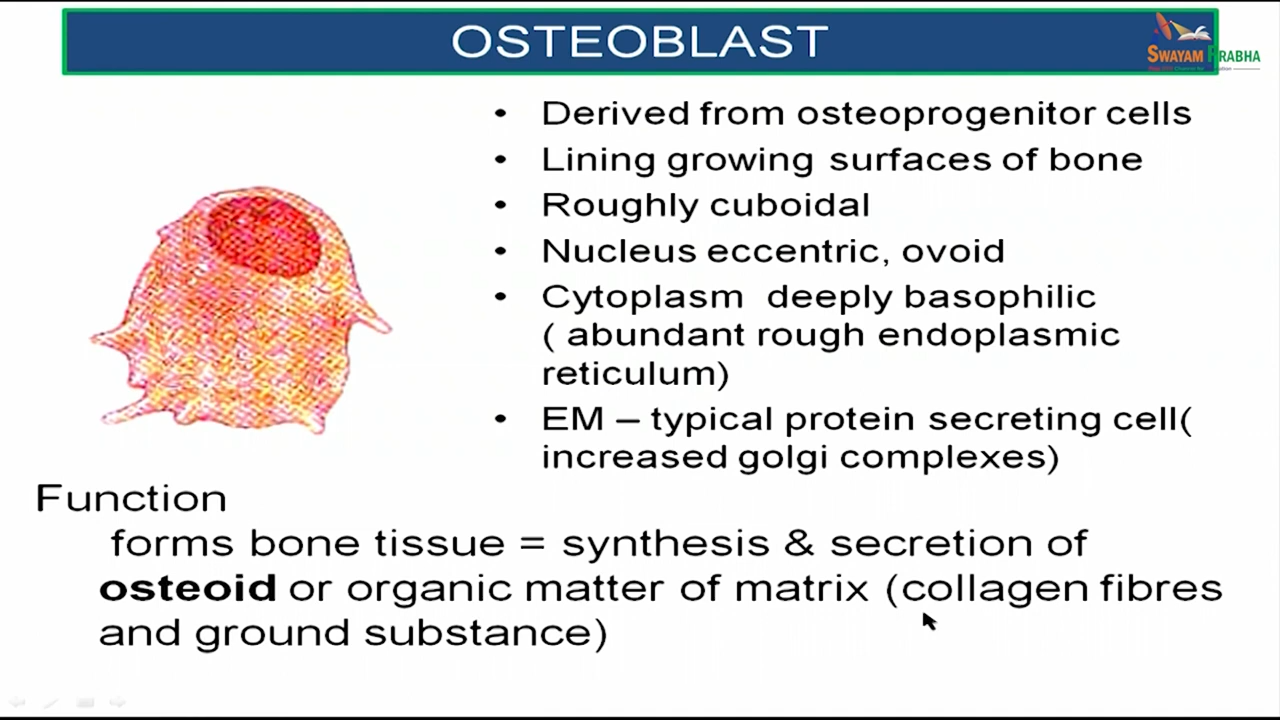 OSTEOBLAST
SWAYAM PRABHA
• Derived from osteoprogenitor cells
• Lining growing surfaces of bone
• Roughly cuboidal
• Nucleus eccentric, ovoid
• Cytoplasm deeply basophilic
( abundant rough endoplasmic
reticulum)
• EM – typical protein secreting cell(
increased golgi complexes)
Function
forms bone tissue = synthesis & secretion of
osteoid or organic matter of matrix (collagen fibres
and ground substance)